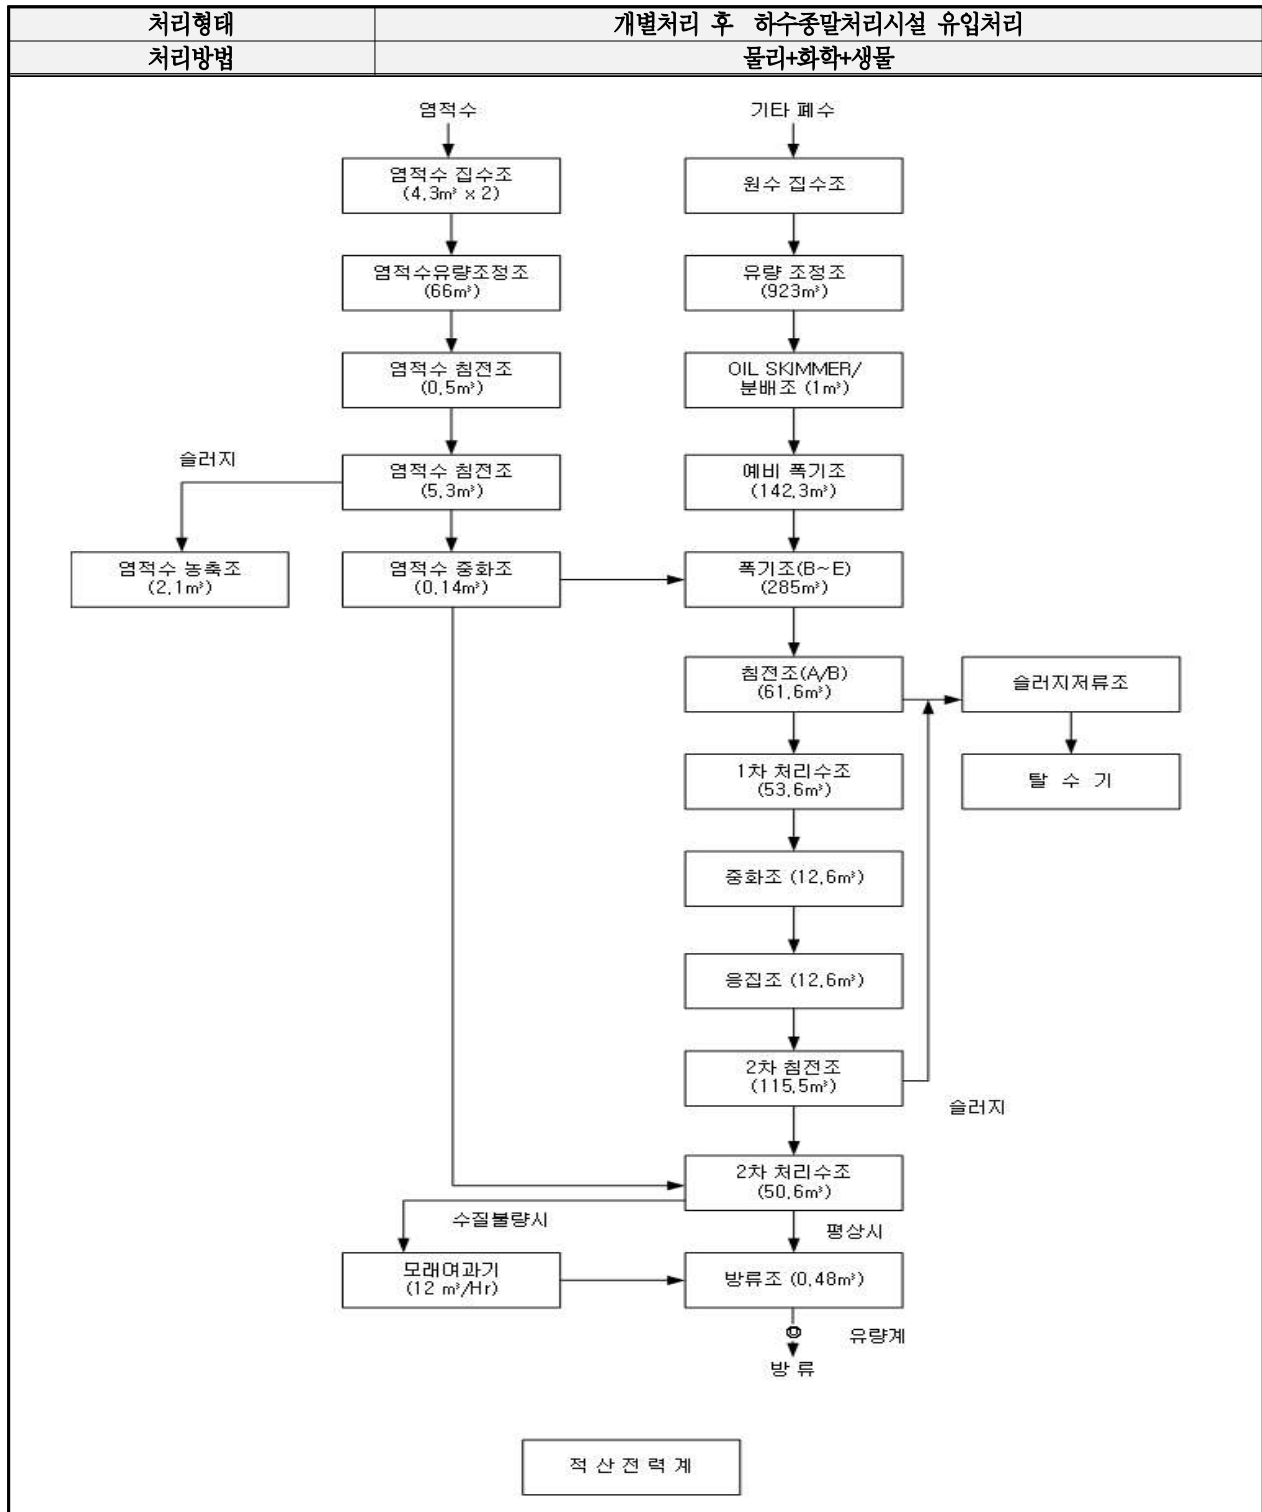 처리형태
개별처리 후 하수종말처리시설 유입처리
처리방법
물리+화학+생물
염적수
기타 폐수
염적수 집수조
(4.3m³ x 2)
원수 집수조
염적수유량조정조
(66m³)
유량 조정조
(923m³)
염적수 침전조
(0.5m³)
OIL SKIMMER/
분배조 (1m³)
슬러지
염적수 침전조
(5.3m³)
예비 폭기조
(142.3m³)
염적수 농축조
(2.1m³)
염적수 중화조
(0.14m³)
폭기조(B~E)
(285m³)
침전조(A/B)
(61.6m³)
슬러지저류조
1차 처리수조
(53.6m³)
탈 수 기
중화조 (12.6m³)
응집조 (12.6m³)
2차 침전조
(115.5m³)
슬러지
2차 처리수조
(50.6m³)
수질불량시
평상시
모래여과기
(12 m³/Hr)
방류조 (0.48m³)
유량계
방 류
적 산 전 력 계